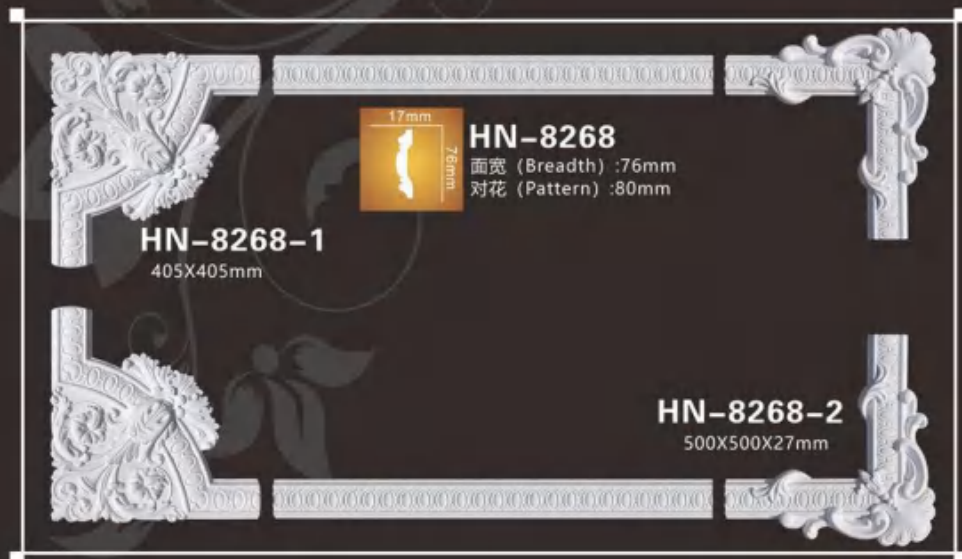 17mm
76mm
HN-8268
面宽 (Breadth) :76mm
对花 (Pattern) :80mm
HN-8268-1
405X405mm
HN-8268-2
500X500X27mm